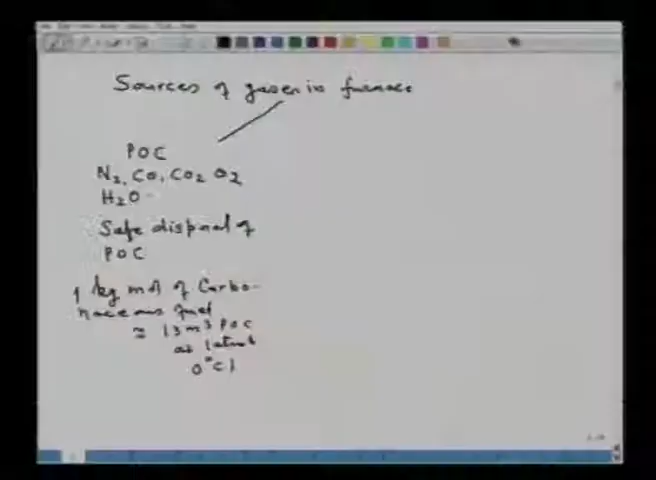 Sources of gases in furnace
POC
N2, CO, CO2 O2
H2O
Safe disposal of
POC
1 kg mol of Carbo-
naceous fuel
≈ 13 m3 POC
at 1 atm &
0°C)